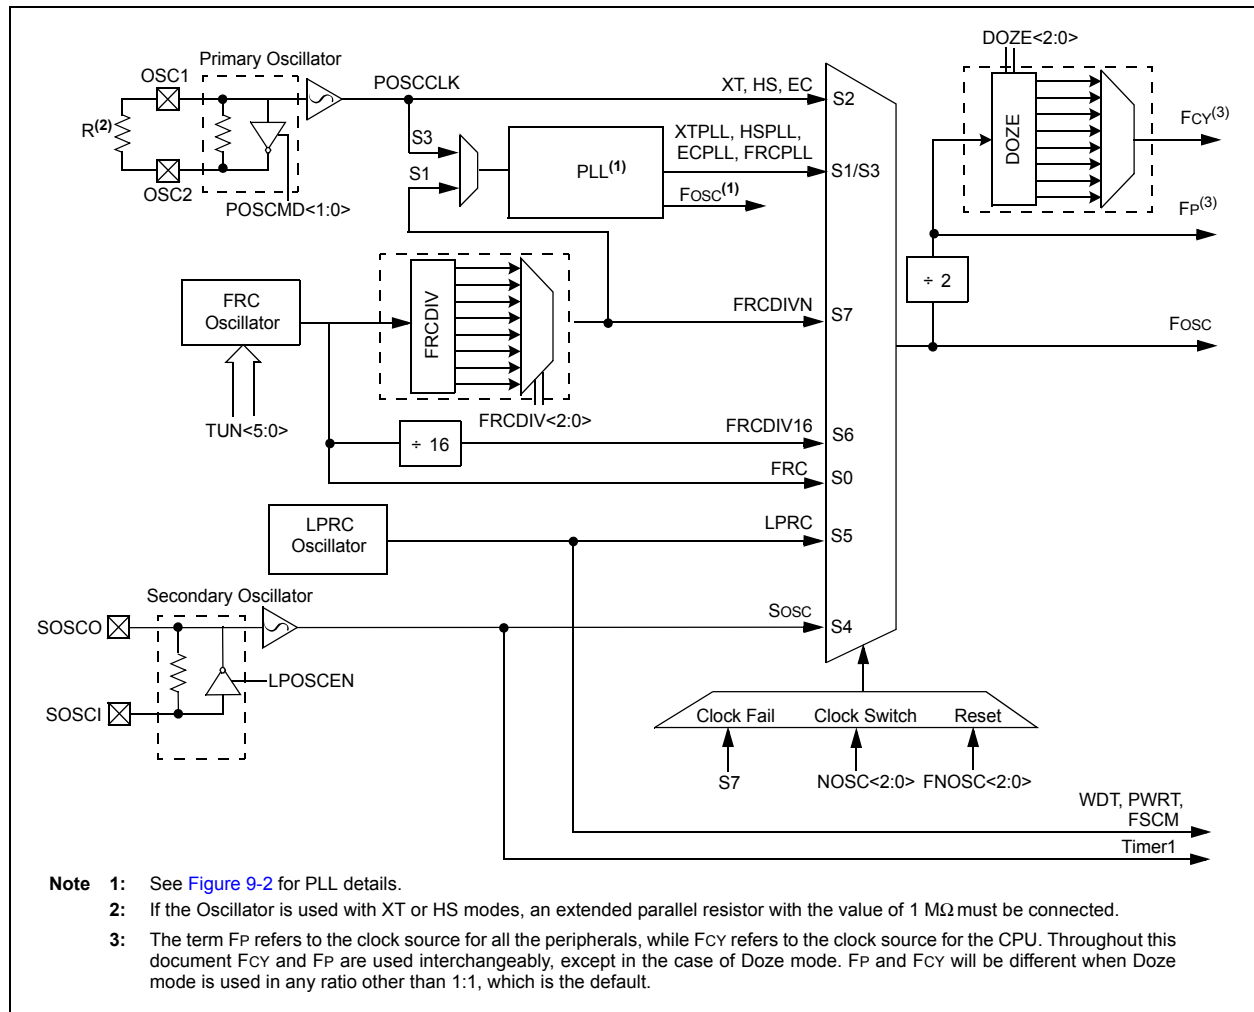 DOZE<2:0>
Primary Oscillator
OSC1
POSCCLK
XT, HS, EC
S2
R(2)
DOZE
FCY(3)
S3
XTPLL, HSPLL,
ECPLL, FRCPLL
PLL(1)
S1
S1/S3
OSC2
POSCMD<1:0>
FOSC(1)
FP(3)
÷ 2
FRC
Oscillator
FRCDIV
FRCDIVN
S7
FOSC
TUN<5:0>
FRCDIV<2:0>
FRCDIV16
S6
÷ 16
FRC
S0
LPRC
Oscillator
LPRC
S5
Secondary Oscillator
SOSCO
SOSC
S4
LPOSCEN
SOSCI
Clock Fail
Clock Switch
Reset
S7
NOSC<2:0>
FNOSC<2:0>
WDT, PWRT,
FSCM
Timer1
Note 1: See Figure 9-2 for PLL details.
2: If the Oscillator is used with XT or HS modes, an extended parallel resistor with the value of 1 MΩ must be connected.
3: The term FP refers to the clock source for all the peripherals, while FCY refers to the clock source for the CPU. Throughout this
document FCY and FP are used interchangeably, except in the case of Doze mode. FP and FCY will be different when Doze
mode is used in any ratio other than 1:1, which is the default.